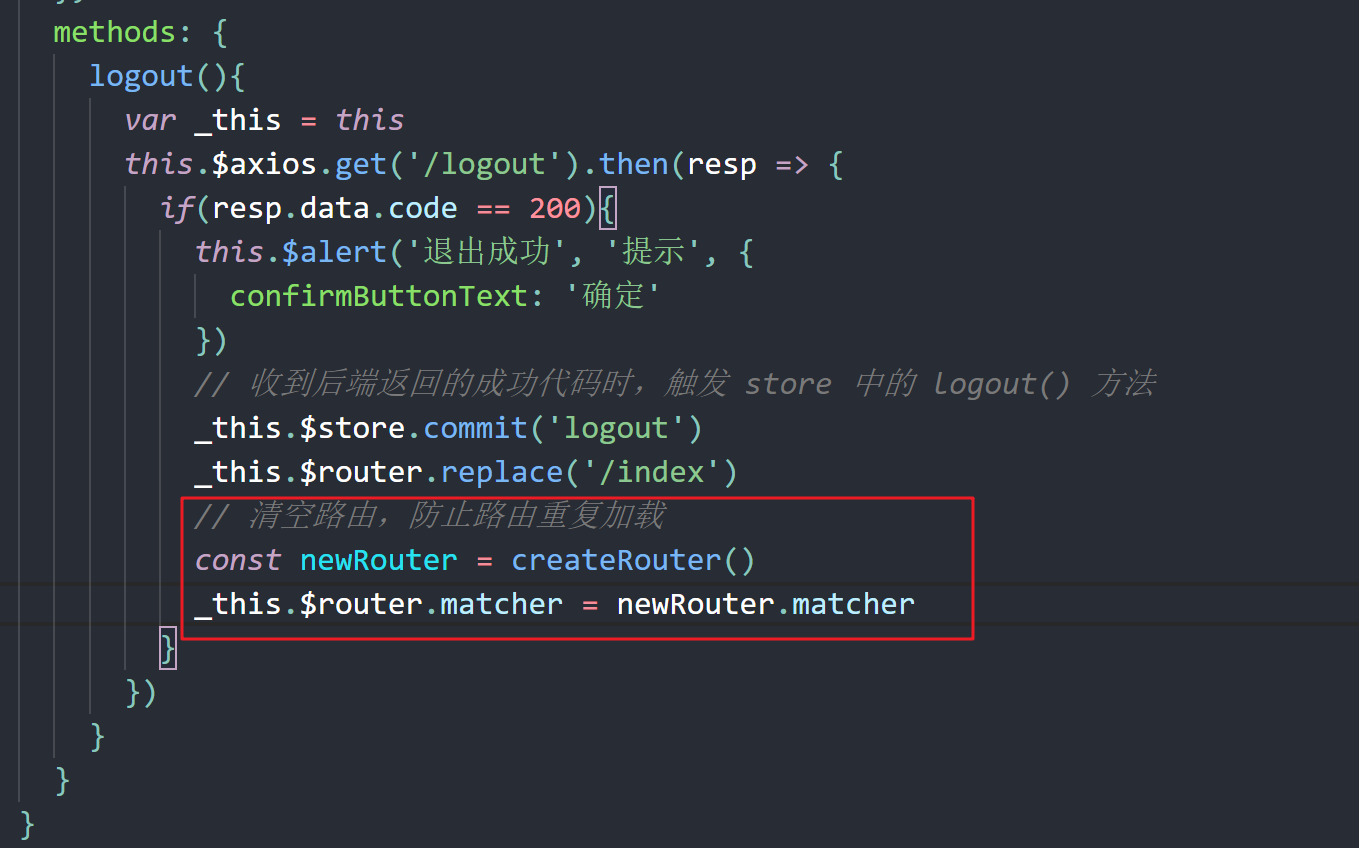 methods: {
logout(){
var _this = this
this.$axios.get('/logout').then(resp => {
if(resp.data.code == 200){
this.$alert('退出成功', '提示', {
confirmButtonText: '确定'
})
// 收到后端返回的成功代码时，触发 store 中的 logout() 方法
_this.$store.commit('logout')
_this.$router.replace('/index')
// 清空路由，防止路由重复加载
const newRouter = createRouter()
_this.$router.matcher = newRouter.matcher
}
})
}
}
}